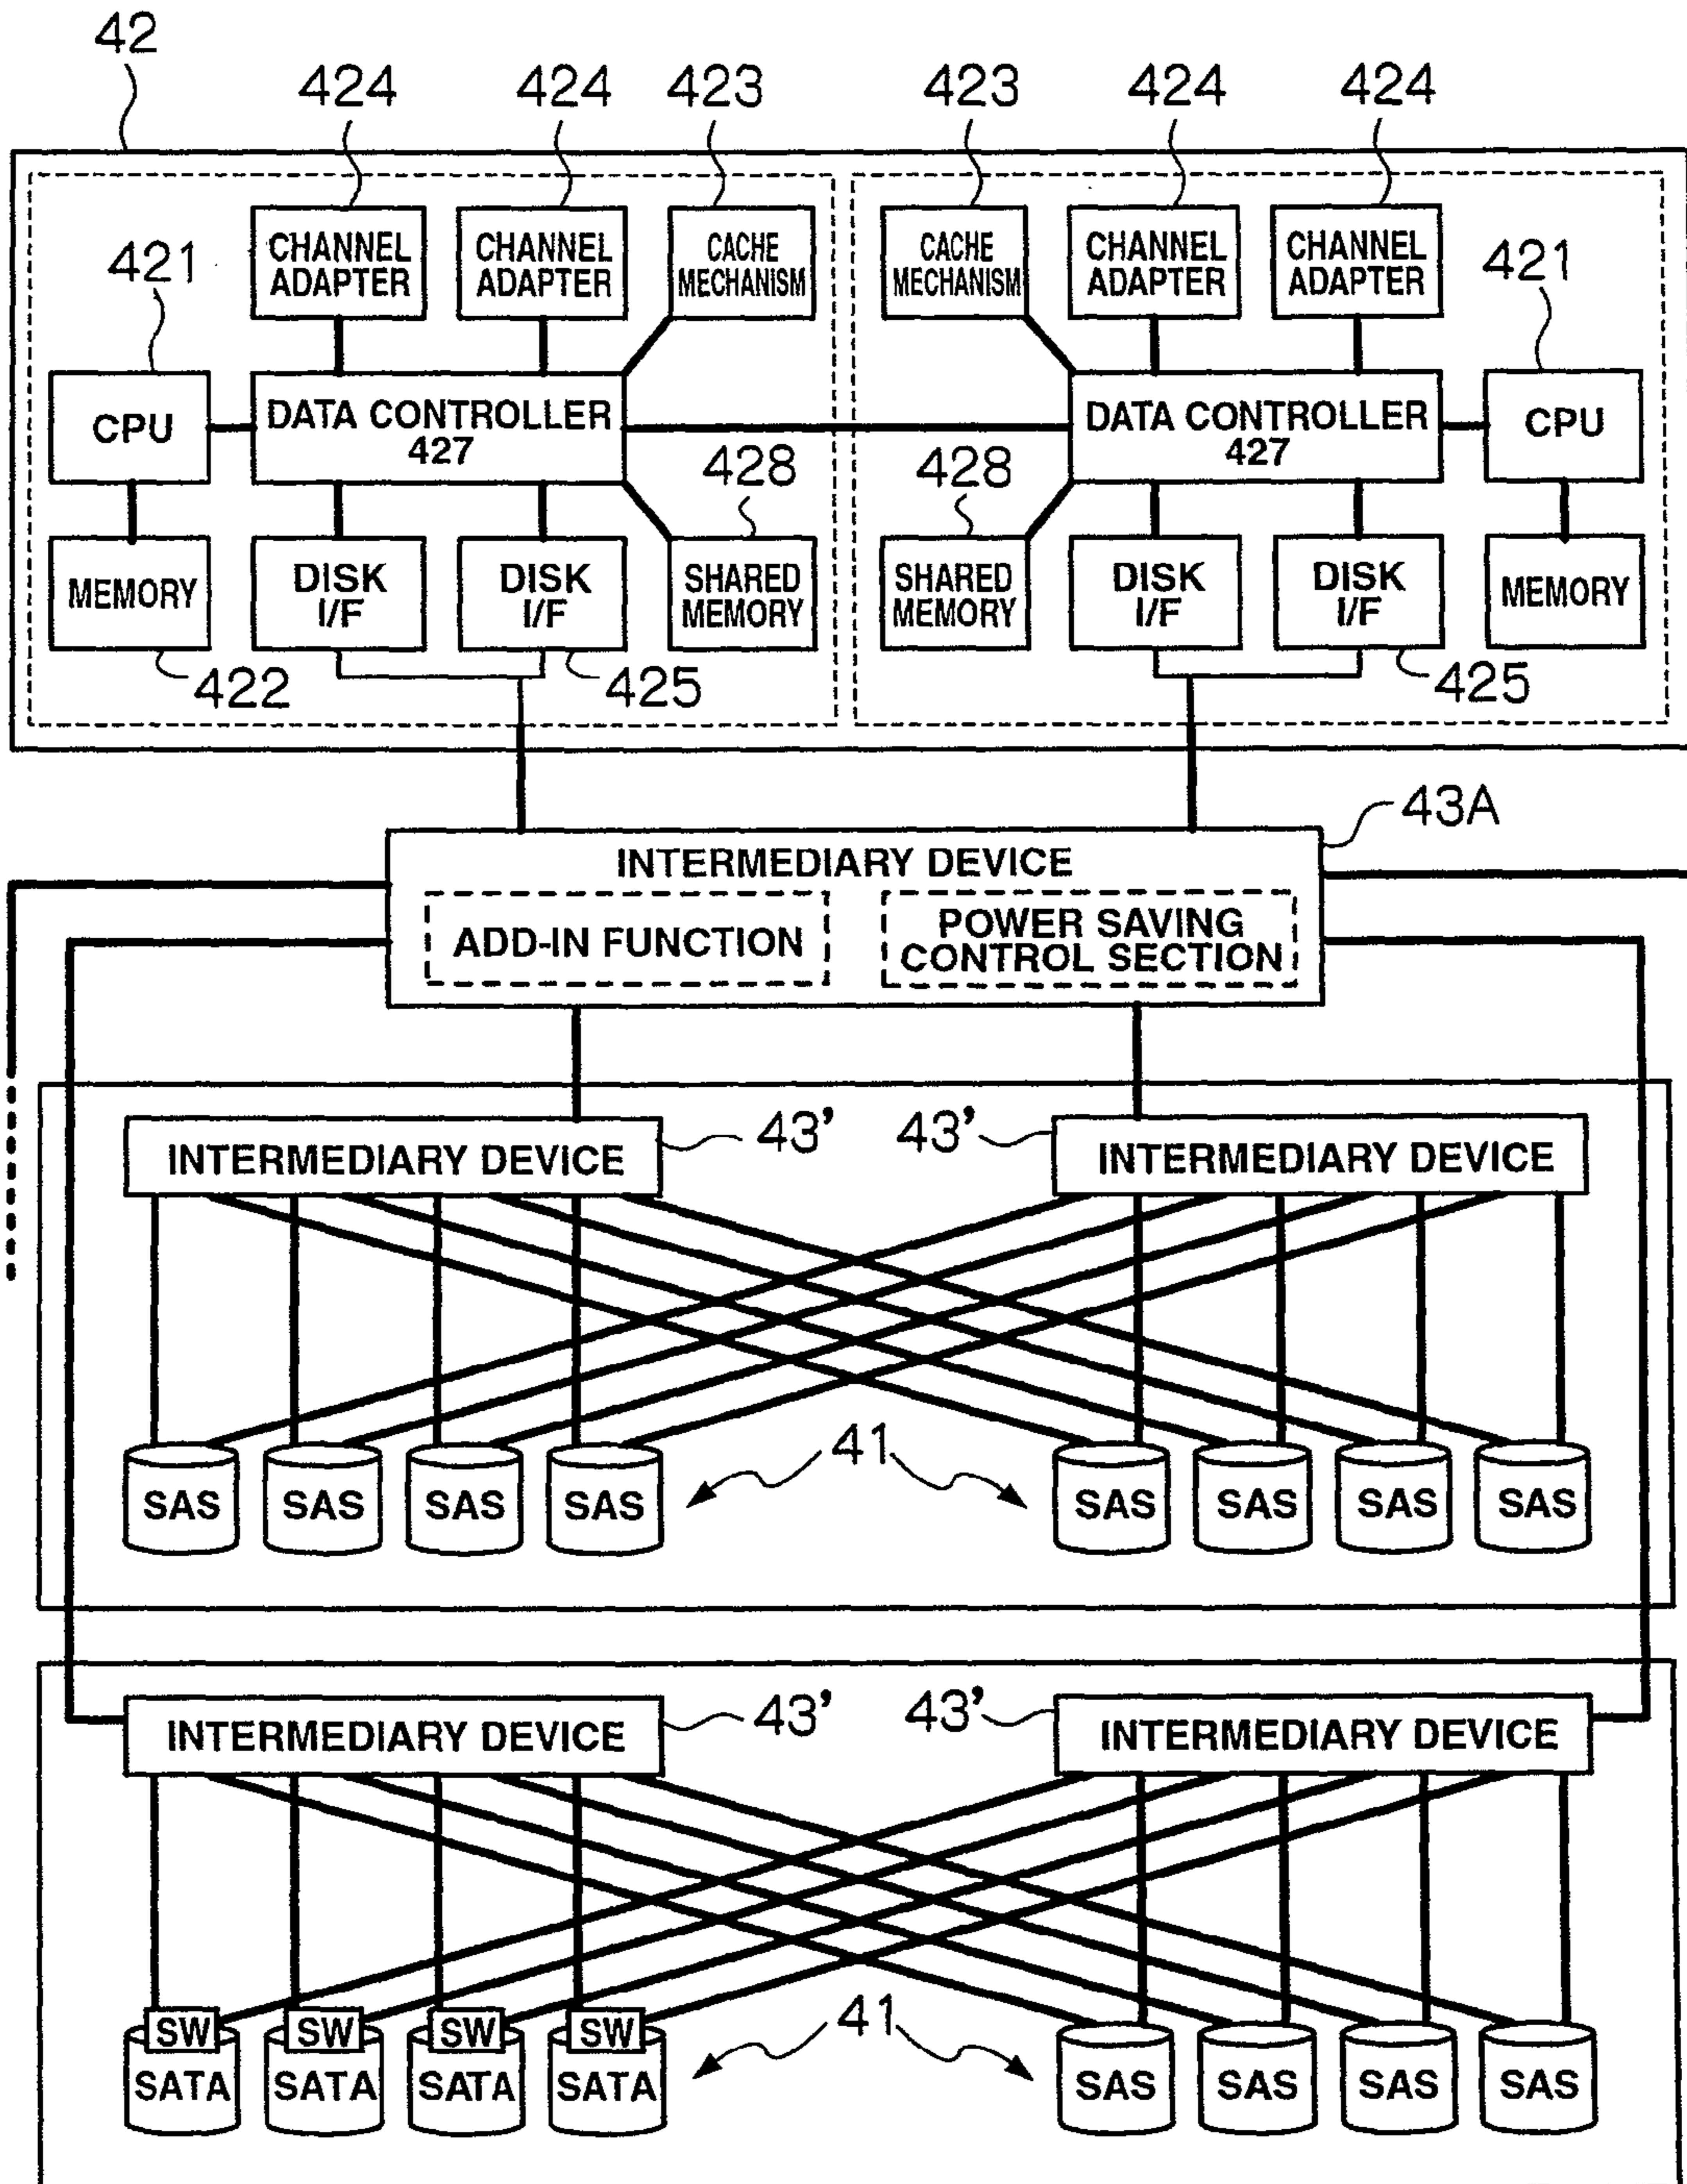 42
424 424 423 423 424 424
CHANNEL ADAPTER
CHANNEL ADAPTER
CACHE MECHANISM
CACHE MECHANISM
CHANNEL ADAPTER
CHANNEL ADAPTER
421
421
CPU
DATA CONTROLLER
427
DATA CONTROLLER
427
CPU
428
428
MEMORY
DISK I/F
DISK I/F
SHARED MEMORY
SHARED MEMORY
DISK I/F
DISK I/F
MEMORY
422
425
425
43A
INTERMEDIARY DEVICE
ADD-IN FUNCTION
POWER SAVING
CONTROL SECTION
INTERMEDIARY DEVICE
43'
43'
INTERMEDIARY DEVICE
41
SAS SAS SAS SAS
SAS SAS SAS SAS
INTERMEDIARY DEVICE
43'
43'
INTERMEDIARY DEVICE
41
SW SW SW SW
SATA SATA SATA SATA
SAS SAS SAS SAS